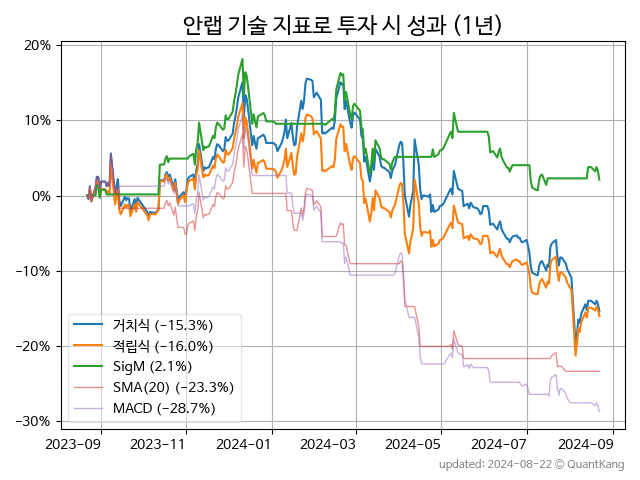 안랩 기술 지표로 투자 시 성과 (1년)
20%
10%
0%
−10%
−20%
−30%
거치식 (−15.3%)
적립식 (−16.0%)
SigM (2.1%)
SMA(20) (−23.3%)
MACD (−28.7%)
2023-09
2023-11
2024-01
2024-03
2024-05
2024-07
2024-09
updated: 2024-08-22 © QuantKang